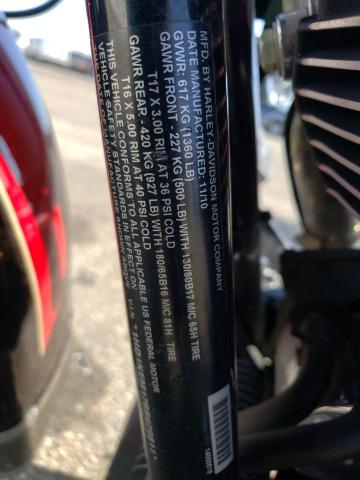 MFD. BY HARLEY-DAVIDSON MOTOR COMPANY
DATE MANUFACTURED: 11/10
GVWR: 617 KG (1360 LB)
GAWR FRONT - 227 KG (500 LB) WITH 130/80B17 M/C 65H TIRE
T17 X 3.00 RIM AT 36 PSI COLD
GAWR REAR: 420 KG (927 LB) WITH 180/65B16 M/C 81H TIRE
T16 X 5.00 RIM AT 40 PSI COLD
THIS VEHICLE CONFORMS TO ALL APPLICABLE US FEDERAL MOTOR
VEHICLE SAFETY STANDARDS IN EFFECT ON
V.I.N.